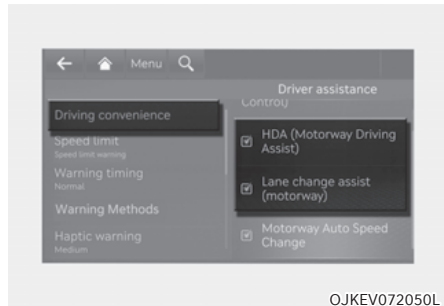 Menu
Driver assistance
Driving convenience
Speed limit
Speed limit warning
Warning timing
Normal
Warning Methods
Haptic warning
Medium
Control)
HDA (Motorway Driving
Assist)
Lane change assist
(motorway)
Motorway Auto Speed
Change
OJKEV072050L